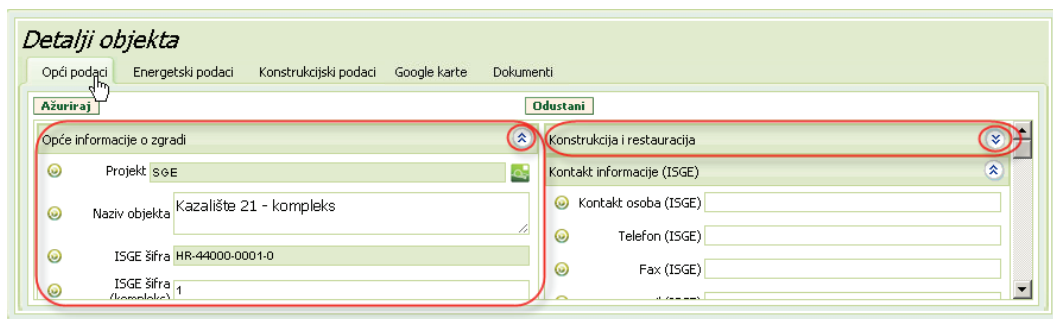 Detalji objekta
Opći podaci Energetski podaci Konstrukcijski podaci Google karte Dokumenti
Ažuriraj Odustani
Opće informacije o zgradi
Projekt SGE
Naziv objekta Kazalište 21 - kompleks
ISGE šifra HR-44000-0001-0
ISGE šifra (kompleks) 1
Konstrukcija i restauracija
Kontakt informacije (ISGE)
Kontakt osoba (ISGE)
Telefon (ISGE)
Fax (ISGE)
(ISGE)